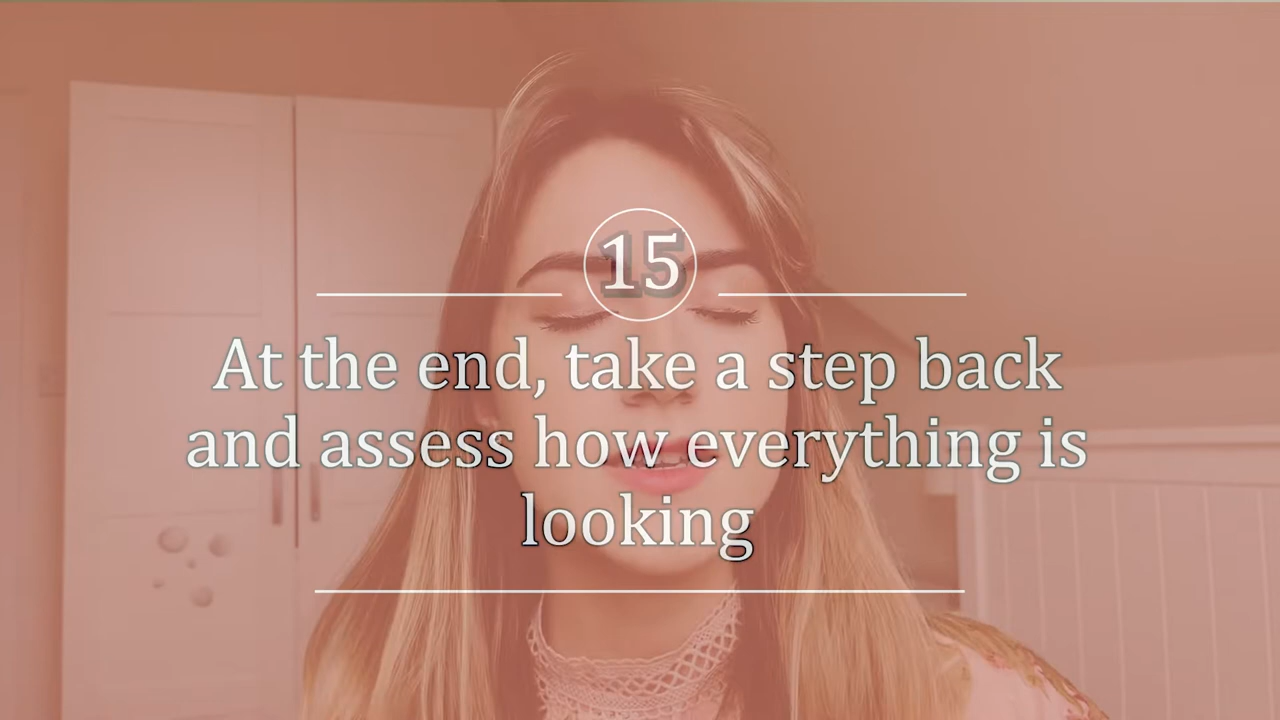 15
At the end, take a step back
and assess how everything is
looking